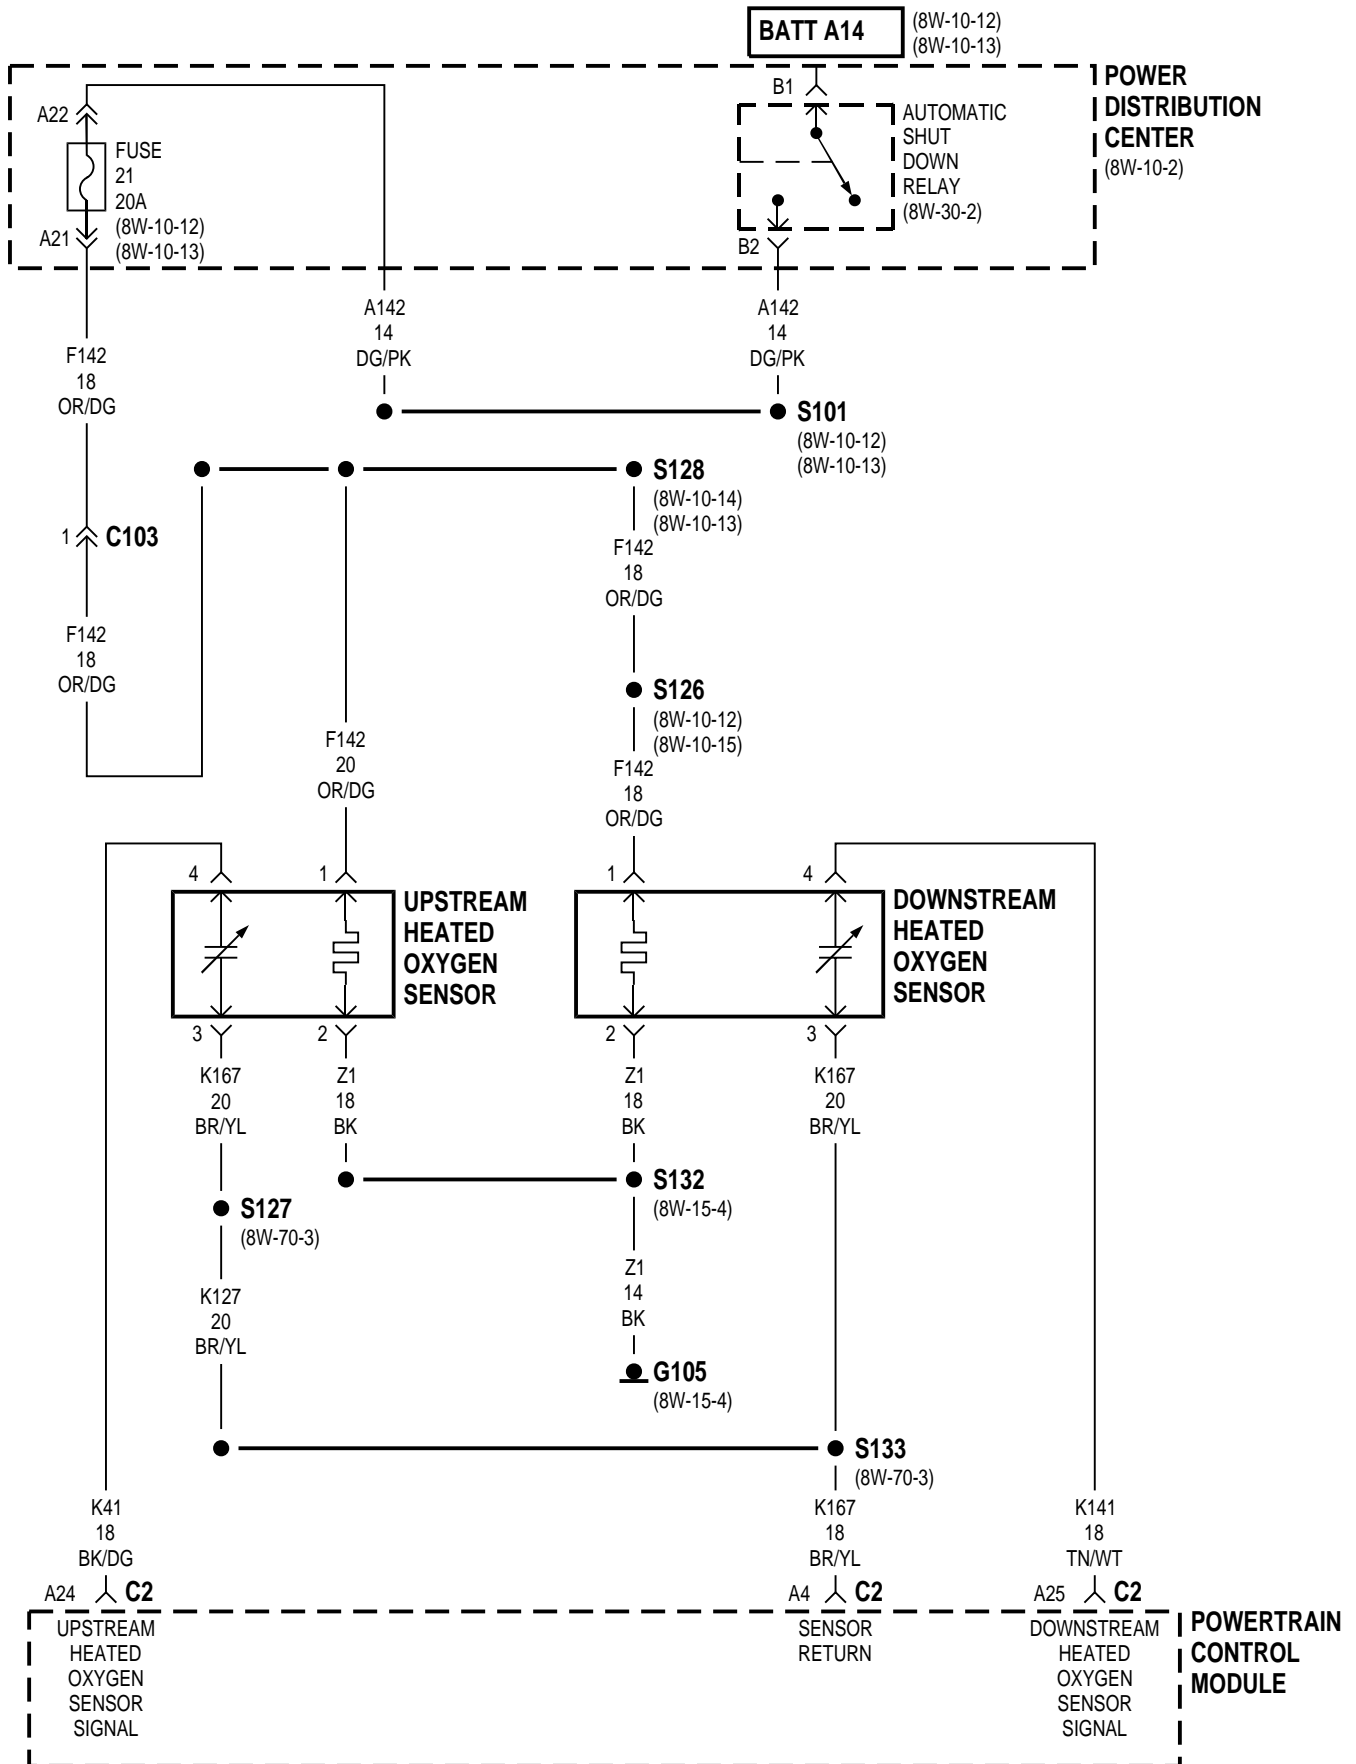 BATT A14
(8W-10-12)
(8W-10-13)
POWER
DISTRIBUTION
CENTER
(8W-10-2)
A22
FUSE
21
20A
(8W-10-12)
(8W-10-13)
A21
B1
AUTOMATIC
SHUT
DOWN
RELAY
(8W-30-2)
B2
A142
14
DG/PK
A142
14
DG/PK
F142
18
OR/DG
S101
(8W-10-12)
(8W-10-13)
S128
(8W-10-14)
(8W-10-13)
1
C103
F142
18
OR/DG
F142
18
OR/DG
S126
(8W-10-12)
(8W-10-15)
F142
20
OR/DG
F142
18
OR/DG
4
1
UPSTREAM
HEATED
OXYGEN
SENSOR
1
4
DOWNSTREAM
HEATED
OXYGEN
SENSOR
3
2
2
3
K167
20
BR/YL
Z1
18
BK
Z1
18
BK
K167
20
BR/YL
S127
(8W-70-3)
S132
(8W-15-4)
K127
20
BR/YL
Z1
14
BK
G105
(8W-15-4)
S133
(8W-70-3)
K41
18
BK/DG
K167
18
BR/YL
K141
18
TN/WT
A24
C2
A4
C2
A25
C2
UPSTREAM
HEATED
OXYGEN
SENSOR
SIGNAL
SENSOR
RETURN
DOWNSTREAM
HEATED
OXYGEN
SENSOR
SIGNAL
POWERTRAIN
CONTROL
MODULE